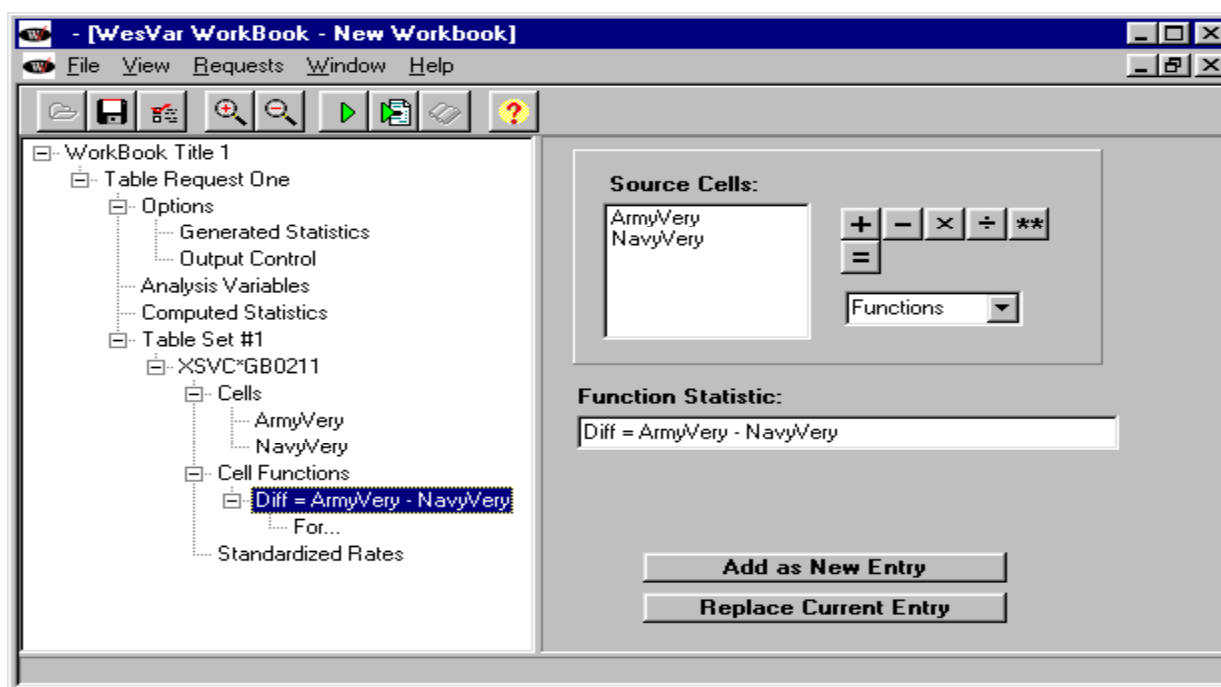 - [WesVar WorkBook - New Workbook]
File View Requests Window Help
WorkBook Title 1
Table Request One
Options
Generated Statistics
Output Control
Analysis Variables
Computed Statistics
Table Set #1
XSVC*GB0211
Cells
ArmyVery
NavyVery
Cell Functions
Diff = ArmyVery - NavyVery
For...
Standardized Rates
Source Cells:
ArmyVery
NavyVery
+ - × ÷ **
=
Functions
Function Statistic:
Diff = ArmyVery - NavyVery
Add as New Entry
Replace Current Entry